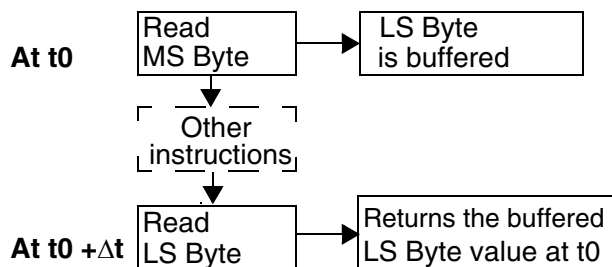 At t0
Read
MS Byte
LS Byte
is buffered
Other
instructions
At t0 +Δt
Read
LS Byte
Returns the buffered
LS Byte value at t0